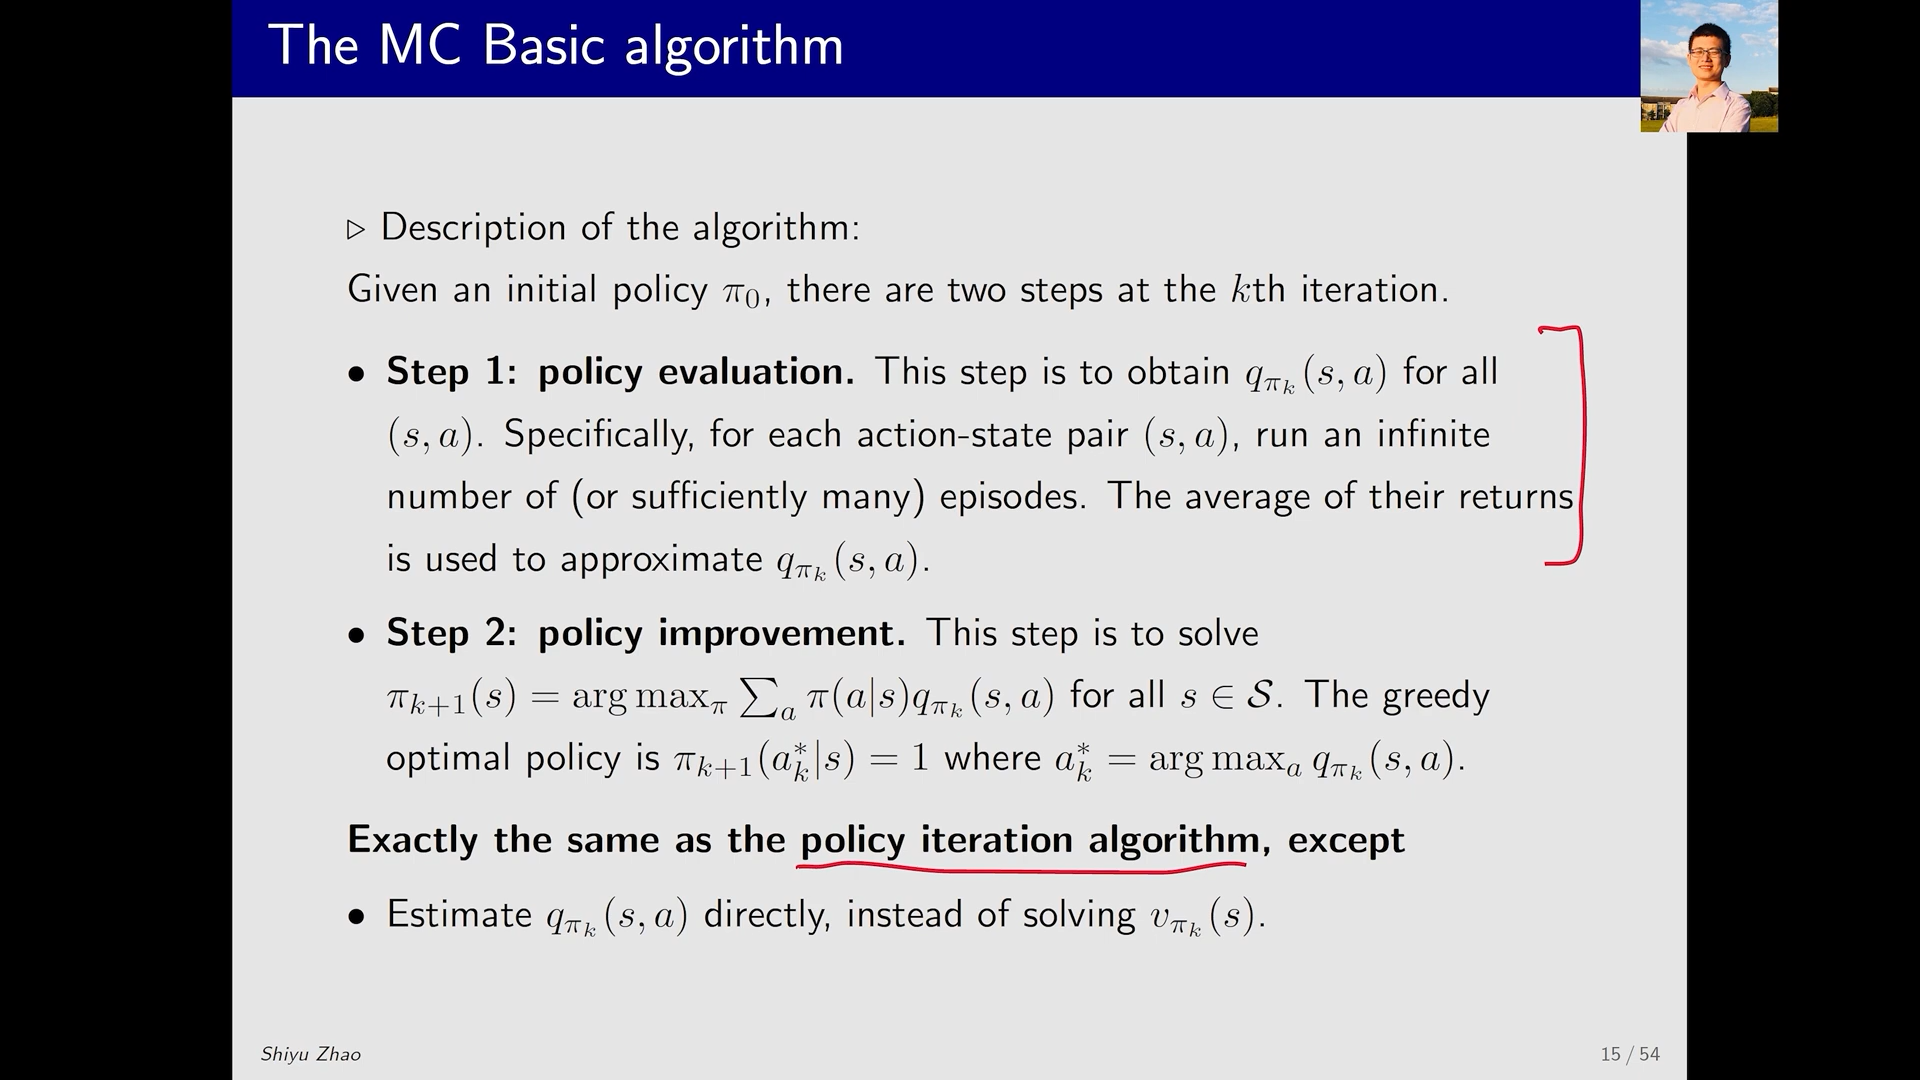 The MC Basic algorithm
▷ Description of the algorithm:
Given an initial policy π₀, there are two steps at the kth iteration.
• Step 1: policy evaluation. This step is to obtain q_{π_k}(s, a) for all
(s, a). Specifically, for each action-state pair (s, a), run an infinite
number of (or sufficiently many) episodes. The average of their returns
is used to approximate q_{π_k}(s, a).
• Step 2: policy improvement. This step is to solve
π_{k+1}(s) = arg max_π ∑_a π(a|s)q_{π_k}(s, a) for all s ∈ 𝒮. The greedy
optimal policy is π_{k+1}(a*_k|s) = 1 where a*_k = arg max_a q_{π_k}(s, a).
Exactly the same as the policy iteration algorithm, except
• Estimate q_{π_k}(s, a) directly, instead of solving v_{π_k}(s).
Shiyu Zhao
15 / 54